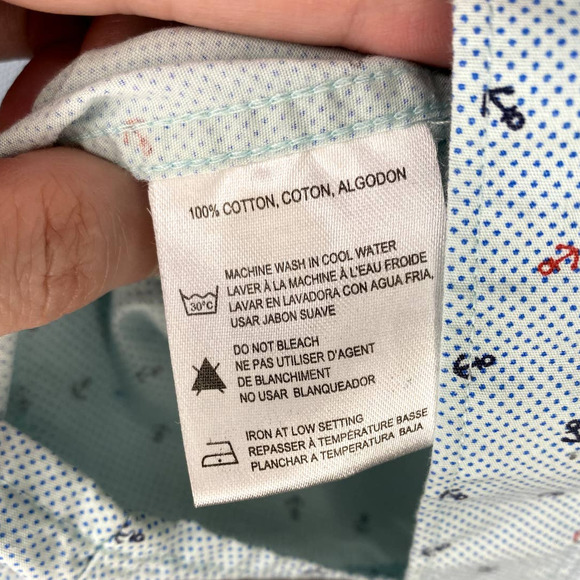 100% COTTON, COTON, ALGODON
MACHINE WASH IN COOL WATER
LAVER À LA MACHINE À L'EAU FROIDE
LAVAR EN LAVADORA CON AGUA FRIA,
USAR JABON SUAVE
30°C
DO NOT BLEACH
NE PAS UTILISER D'AGENT
DE BLANCHIMENT
NO USAR BLANQUEADOR
IRON AT LOW SETTING
REPASSER À TEMPÉRATURE BASSE
PLANCHAR A TEMPERATURA BAJA